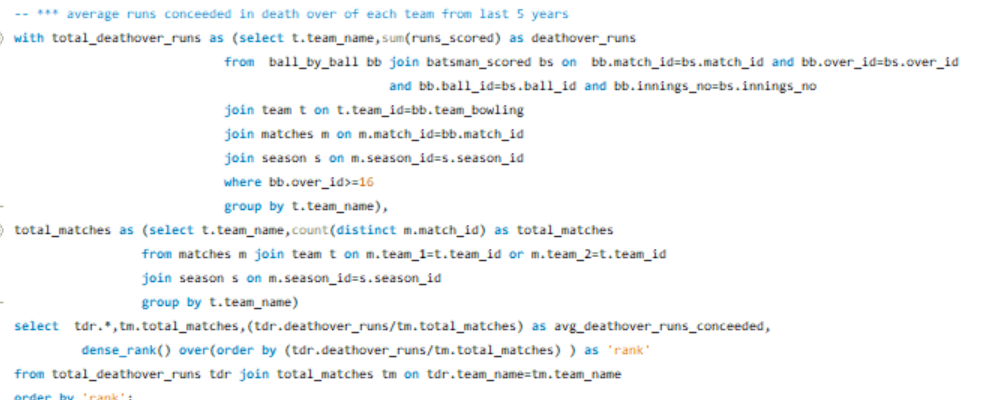 -- *** average runs conceeded in death over of each team from last 5 years
with total_deathover_runs as (select t.team_name,sum(runs_scored) as deathover_runs
from ball_by_ball bb join batsman_scored bs on bb.match_id=bs.match_id and bb.over_id=bs.over_id
and bb.ball_id=bs.ball_id and bb.innings_no=bs.innings_no
join team t on t.team_id=bb.team_bowling
join matches m on m.match_id=bb.match_id
join season s on m.season_id=s.season_id
where bb.over_id>=16
group by t.team_name),
total_matches as (select t.team_name,count(distinct m.match_id) as total_matches
from matches m join team t on m.team_1=t.team_id or m.team_2=t.team_id
join season s on m.season_id=s.season_id
group by t.team_name)
select tdr.*,tm.total_matches,(tdr.deathover_runs/tm.total_matches) as avg_deathover_runs_conceeded,
dense_rank() over(order by (tdr.deathover_runs/tm.total_matches) ) as 'rank'
from total_deathover_runs tdr join total_matches tm on tdr.team_name=tm.team_name
order by 'rank';